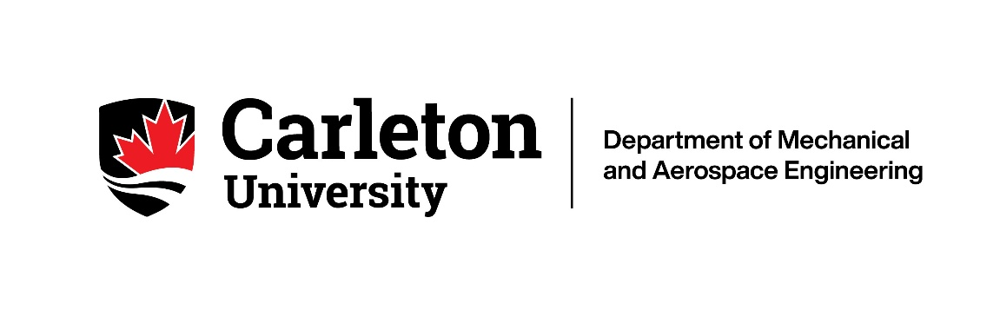 Carleton
University
Department of Mechanical
and Aerospace Engineering